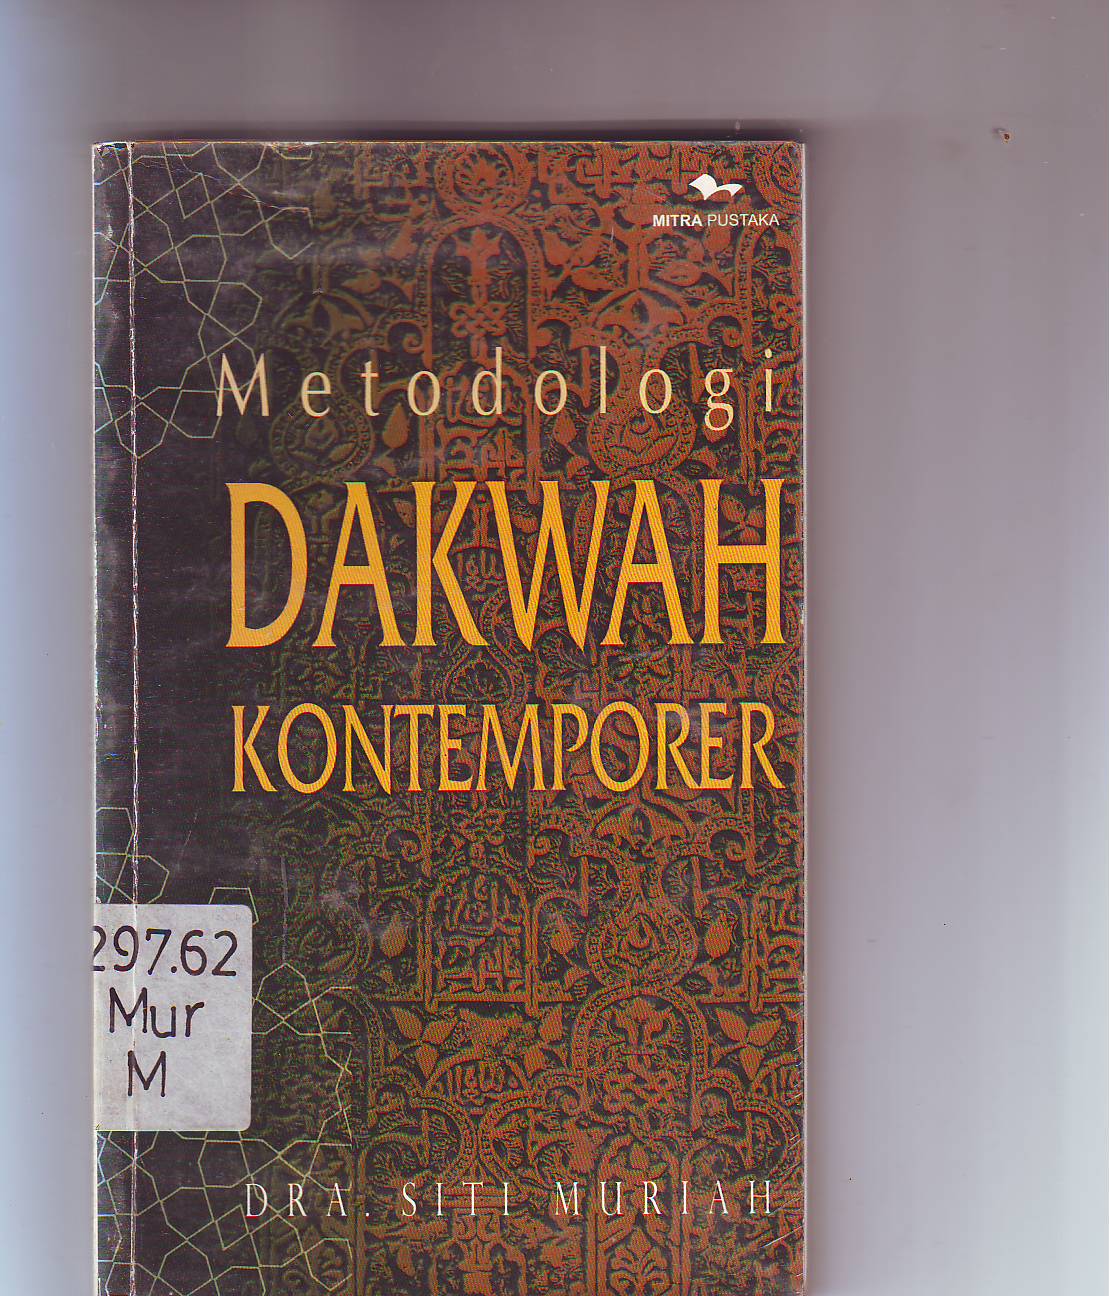 MITRA PUSTAKA
Metodologi
DAKWAH
KONTEMPORER
297.62
Mur
M
DRA. SITI MURIAH